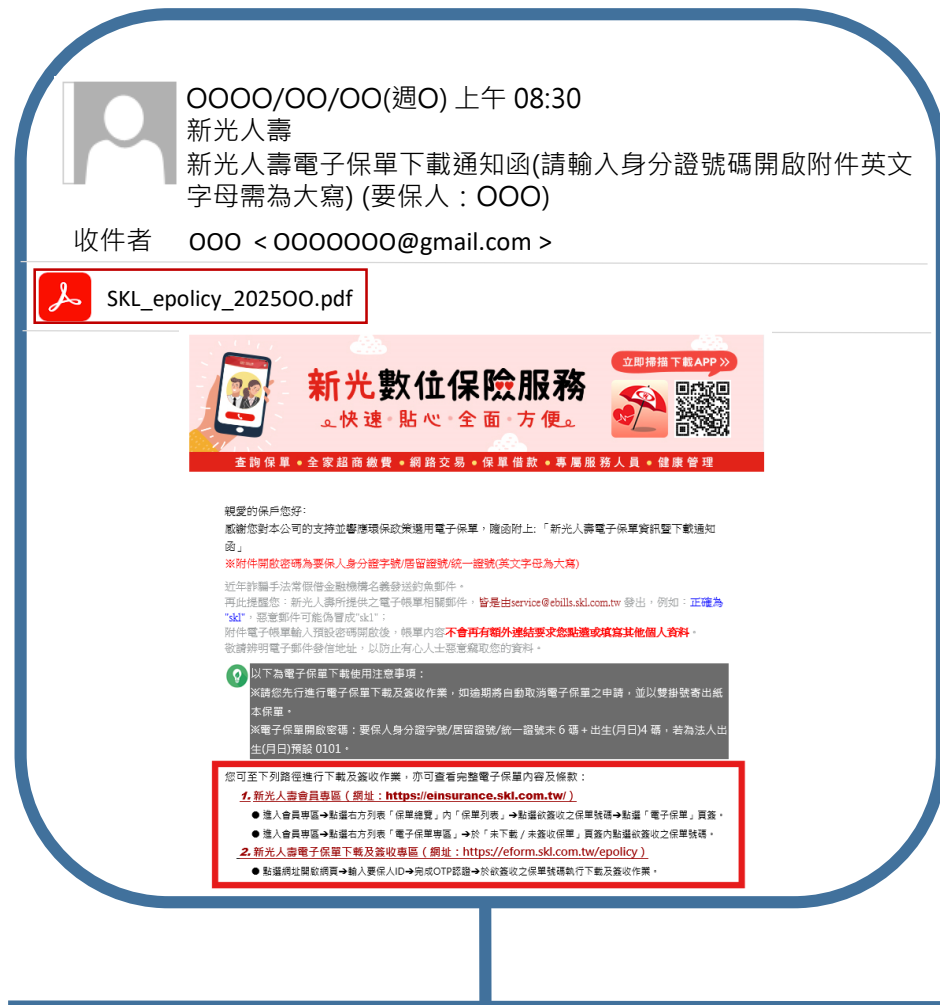 OOOO/OO/OO(週O) 上午 08:30
新光人壽
新光人壽電子保單下載通知函(請輸入身分證號碼開啟附件英文
字母需為大寫) (要保人：OOO)
收件者 OOO < OOOOOOO@gmail.com >
SKL_epolicy_2025OO.pdf
新光數位保險服務
快速·貼心·全面·方便
立即掃描下載APP
查詢保單•全家超商繳費•網路交易•保單借款•專屬服務人員•健康管理
親愛的保戶您好:
感謝您對本公司的支持並響應環保政策選用電子保單，隨函附上:「新光人壽電子保單資訊暨下載通知
函」
※附件開啟密碼為要保人身分證字號/居留證號/統一證號(英文字母為大寫)
近年詐騙手法常假借金融機構名義發送釣魚郵件。
再此提醒您：新光人壽所提供之電子帳單相關郵件，皆是由service@ebills.skl.com.tw 發出，例如：正確為
"skl"，惡意郵件可能偽冒成"sk1"；
附件電子帳單輸入預設密碼開啟後，帳單內容不會再有額外連結要求您點選或填寫其他個人資料。
敬請辨明電子郵件發信地址，以防止有心人士惡意竊取您的資料。
以下為電子保單下載使用注意事項：
※請您先行進行電子保單下載及簽收作業，如逾期將自動取消電子保單之申請，並以雙掛號寄出紙
本保單。
※電子保單開啟密碼：要保人身分證字號/居留證號/統一證號末 6 碼 + 出生(月日)4 碼，若為法人出
生(月日)預設 0101。
您可至下列路徑進行下載及簽收作業，亦可查看完整電子保單內容及條款：
1. 新光人壽會員專區（網址：https://einsurance.skl.com.tw/）
● 進入會員專區➔點選右方列表「保單總覽」內「保單列表」➔點選欲簽收之保單號碼➔點選「電子保單」頁簽。
● 進入會員專區➔點選右方列表「電子保單專區」➔於「未下載 / 未簽收保單」頁簽內點選欲簽收之保單號碼。
2. 新光人壽電子保單下載及簽收專區（網址：https://eform.skl.com.tw/epolicy）
● 點選網址開啟網頁➔輸入要保人ID➔完成OTP認證➔於欲簽收之保單號碼執行下載及簽收作業。